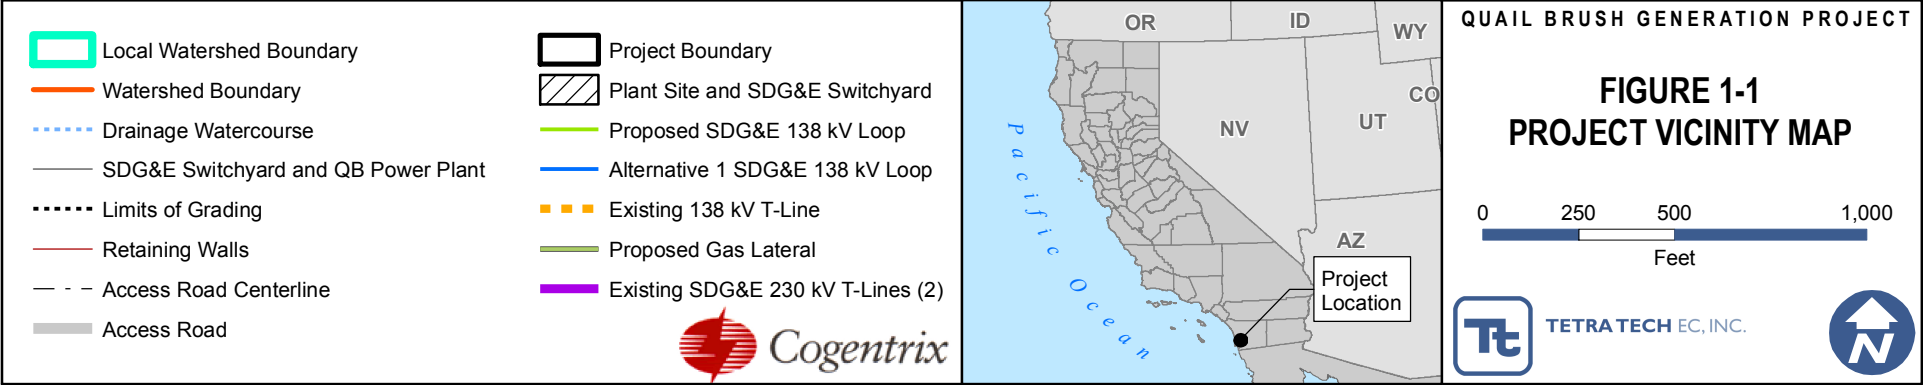 Local Watershed Boundary
Watershed Boundary
Drainage Watercourse
SDG&E Switchyard and QB Power Plant
Limits of Grading
Retaining Walls
Access Road Centerline
Access Road
Project Boundary
Plant Site and SDG&E Switchyard
Proposed SDG&E 138 kV Loop
Alternative 1 SDG&E 138 kV Loop
Existing 138 kV T-Line
Proposed Gas Lateral
Existing SDG&E 230 kV T-Lines (2)
Cogentrix
OR
ID
WY
CO
NV
UT
AZ
Pacific Ocean
Project
Location
QUAIL BRUSH GENERATION PROJECT
FIGURE 1-1
PROJECT VICINITY MAP
0 250 500 1,000
Feet
Tt
TETRA TECH EC, INC.
N